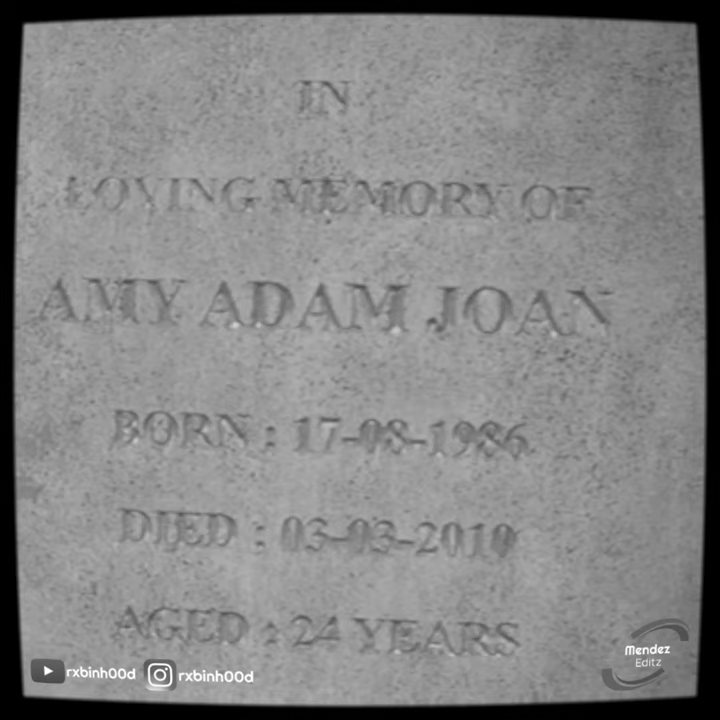 IN
LOVING MEMORY OF
AMY ADAM JOAN
BORN : 17-08-1986
DIED : 03-03-2010
AGED : 24 YEARS
rxbinh00d rxbinh00d
Mendez
Editz